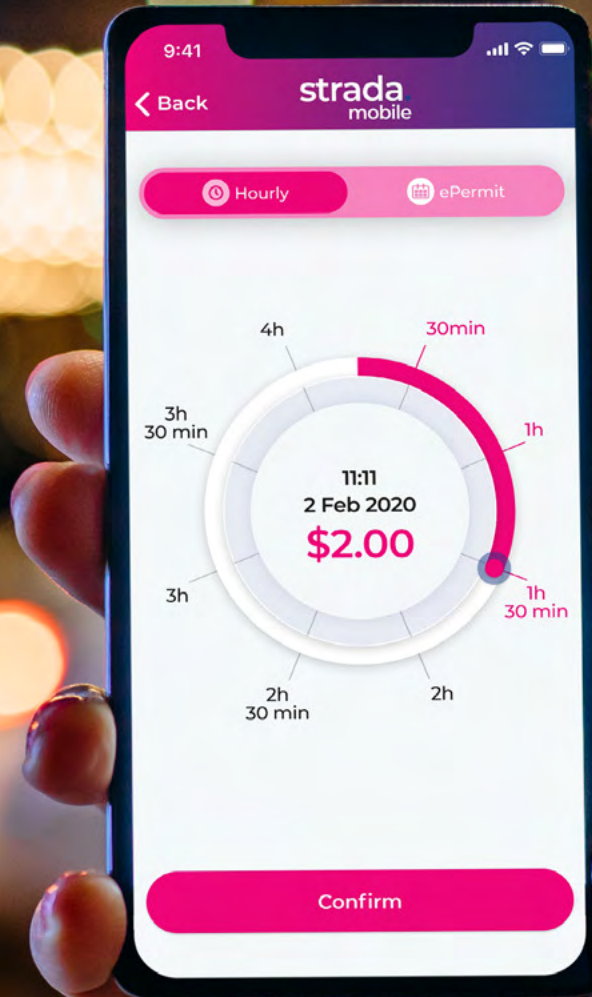 9:41
Back
strada.
mobile
Hourly
ePermit
4h
30min
3h
30 min
1h
11:11
2 Feb 2020
$2.00
3h
1h
30 min
2h
30 min
2h
Confirm